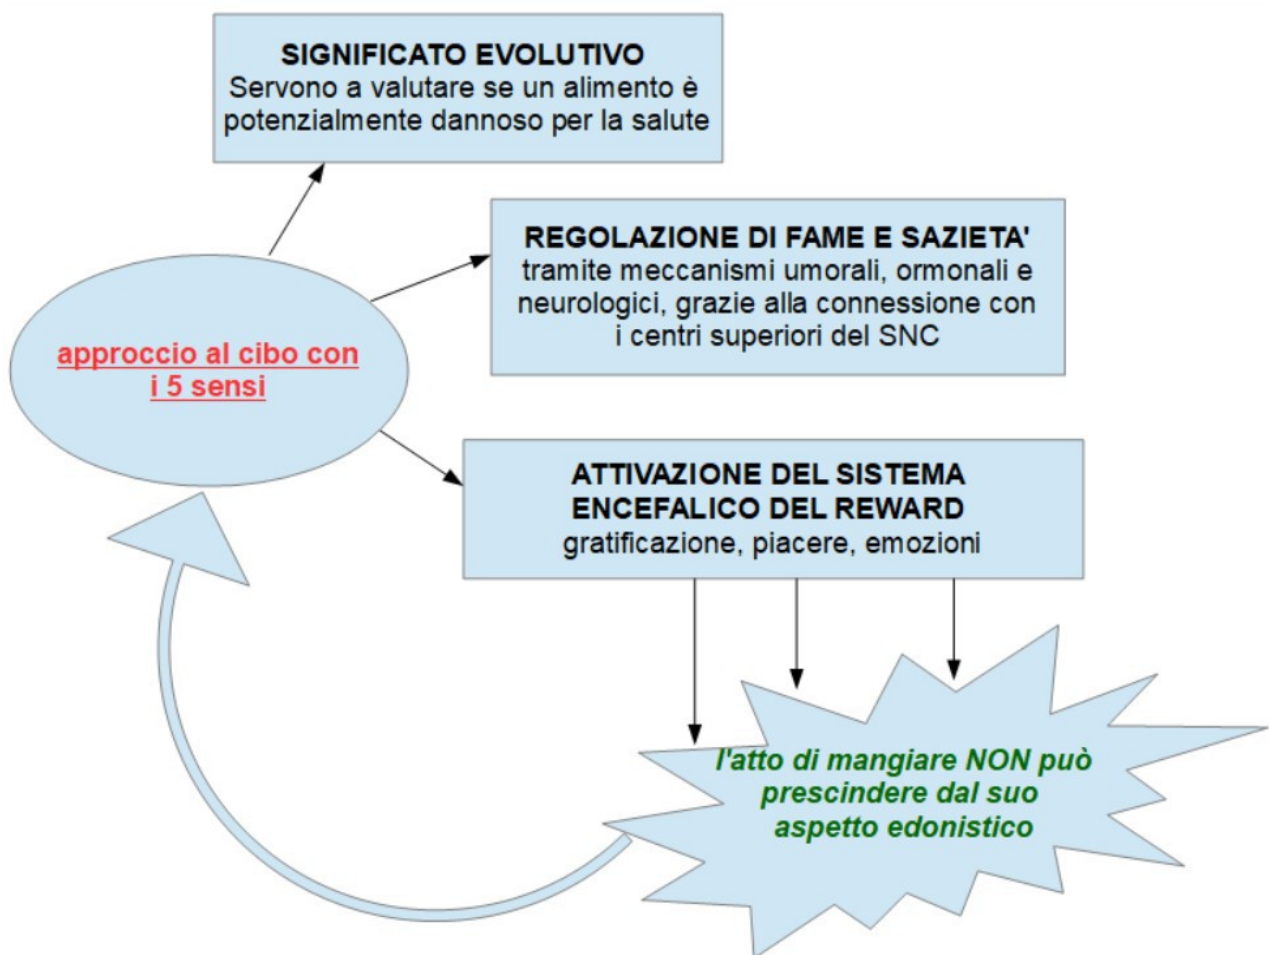 SIGNIFICATO EVOLUTIVO
Servono a valutare se un alimento è
potenzialmente dannoso per la salute
REGOLAZIONE DI FAME E SAZIETA'
tramite meccanismi umorali, ormonali e
neurologici, grazie alla connessione con
i centri superiori del SNC
approccio al cibo con
i 5 sensi
ATTIVAZIONE DEL SISTEMA
ENCEFALICO DEL REWARD
gratificazione, piacere, emozioni
l'atto di mangiare NON può
prescindere dal suo
aspetto edonistico